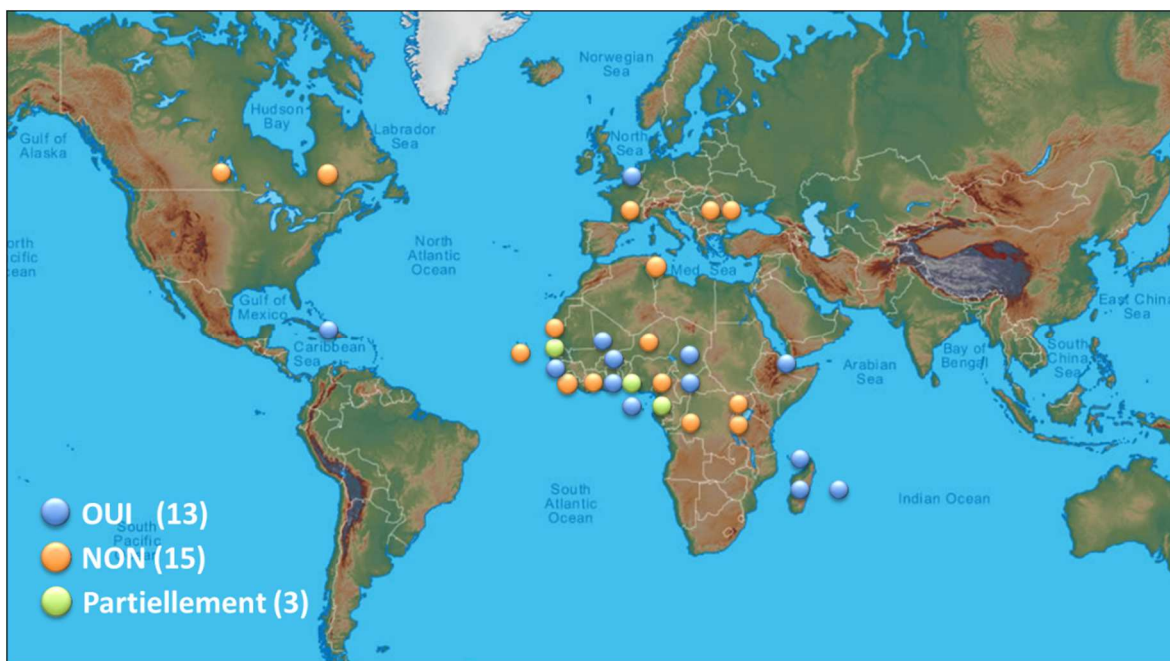 Norwegian
Sea
Hudson
Bay
Labrador
Sea
Gulf of
Alaska
North
Sea
North
Atlantic
Ocean
Med Sea
East China
Sea
Gulf of
Mexico
Caribbean
Sea
Arabian
Sea
Bay of
Bengal
South
China
Sea
South
Atlantic
Ocean
Indian Ocean
OUI (13)
South
Pacific
NON (15)
Partiellement (3)